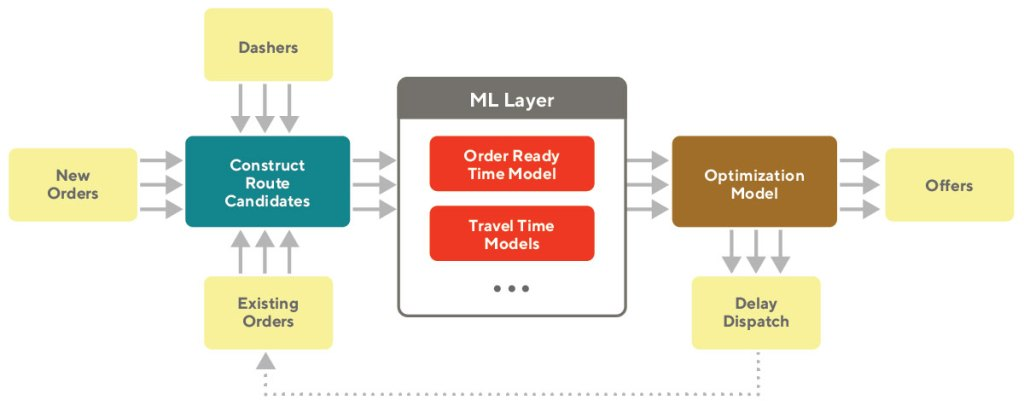 Dashers
New
Orders
Construct
Route
Candidates
Existing
Orders
ML Layer
Order Ready
Time Model
Travel Time
Models
•••
Optimization
Model
Offers
Delay
Dispatch